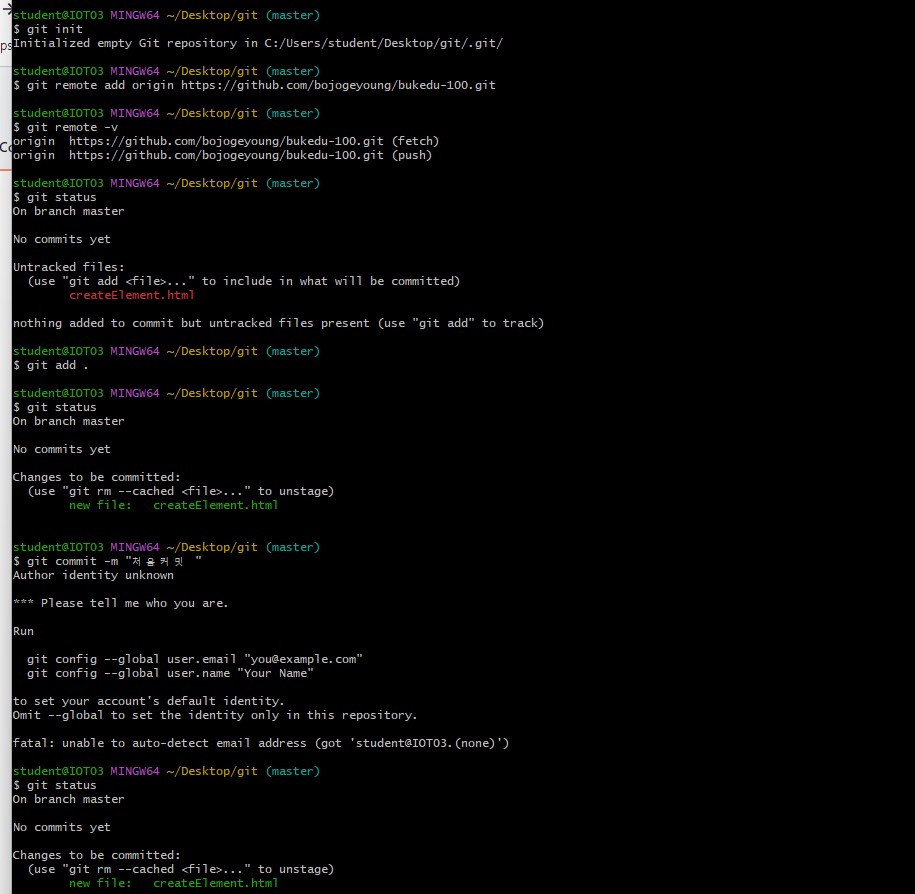 student@IOT03 MINGW64 ~/Desktop/git (master)
$ git init
Initialized empty Git repository in C:/Users/student/Desktop/git/.git/
student@IOT03 MINGW64 ~/Desktop/git (master)
$ git remote add origin https://github.com/bojogeyoung/bukedu-100.git
student@IOT03 MINGW64 ~/Desktop/git (master)
$ git remote -v
origin  https://github.com/bojogeyoung/bukedu-100.git (fetch)
origin  https://github.com/bojogeyoung/bukedu-100.git (push)
student@IOT03 MINGW64 ~/Desktop/git (master)
$ git status
On branch master
No commits yet
Untracked files:
  (use "git add <file>..." to include in what will be committed)
        createElement.html
nothing added to commit but untracked files present (use "git add" to track)
student@IOT03 MINGW64 ~/Desktop/git (master)
$ git add .
student@IOT03 MINGW64 ~/Desktop/git (master)
$ git status
On branch master
No commits yet
Changes to be committed:
  (use "git rm --cached <file>..." to unstage)
        new file:   createElement.html
student@IOT03 MINGW64 ~/Desktop/git (master)
$ git commit -m "처음커밋 "
Author identity unknown
*** Please tell me who you are.
Run
  git config --global user.email "you@example.com"
  git config --global user.name "Your Name"
to set your account's default identity.
Omit --global to set the identity only in this repository.
fatal: unable to auto-detect email address (got 'student@IOT03.(none)')
student@IOT03 MINGW64 ~/Desktop/git (master)
$ git status
On branch master
No commits yet
Changes to be committed:
  (use "git rm --cached <file>..." to unstage)
        new file:   createElement.html